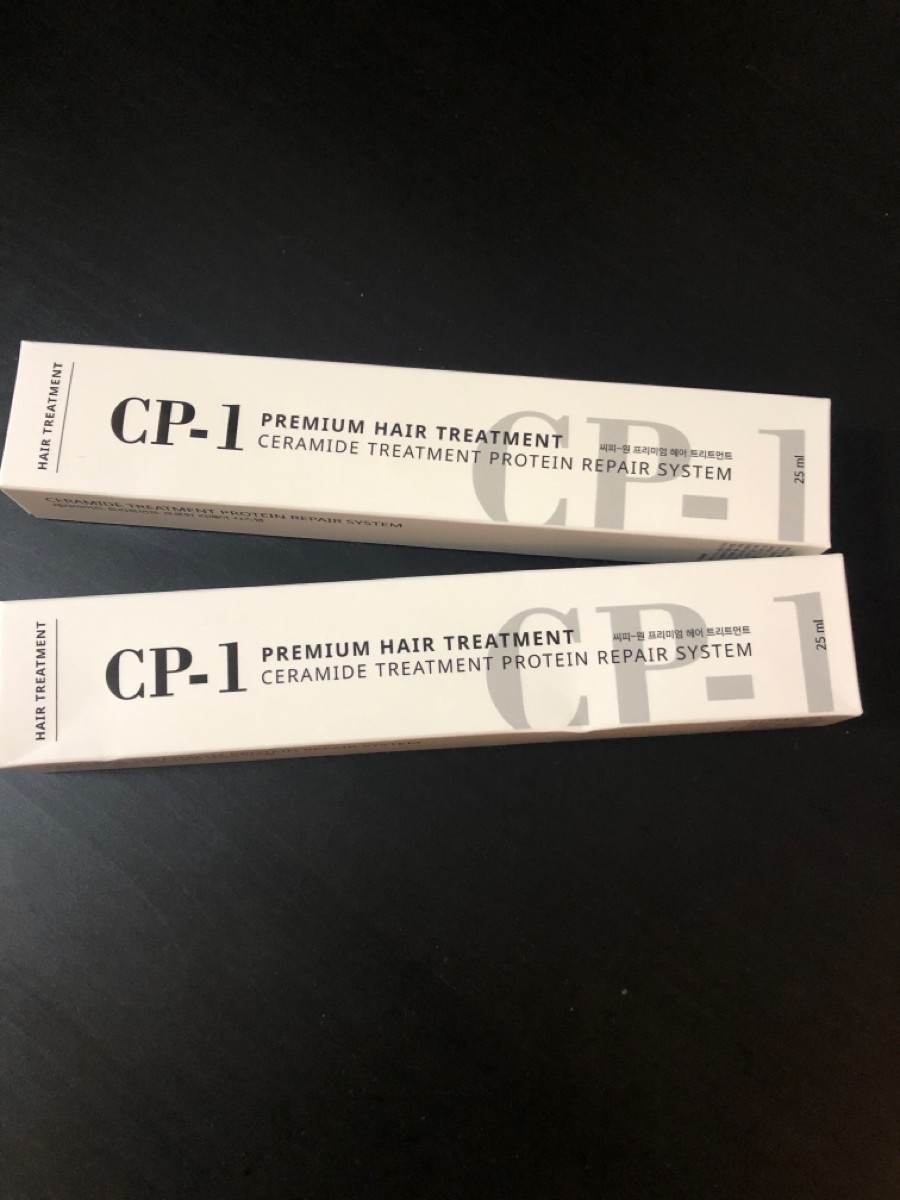 HAIR TREATMENT
CP-1
PREMIUM HAIR TREATMENT
씨피-원 프리미엄 헤어 트리트먼트
CERAMIDE TREATMENT PROTEIN REPAIR SYSTEM
CP-1
25 ml
CERAMIDE TREATMENT PROTEIN REPAIR SYSTEM
HAIR TREATMENT
CP-1
PREMIUM HAIR TREATMENT
씨피-원 프리미엄 헤어 트리트먼트
CERAMIDE TREATMENT PROTEIN REPAIR SYSTEM
CP-1
25 ml